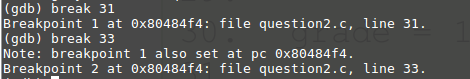 (gdb) break 31
Breakpoint 1 at 0x80484f4: file question2.c, line 31.
(gdb) break 33
Note: breakpoint 1 also set at pc 0x80484f4.
Breakpoint 2 at 0x80484f4: file question2.c, line 33.